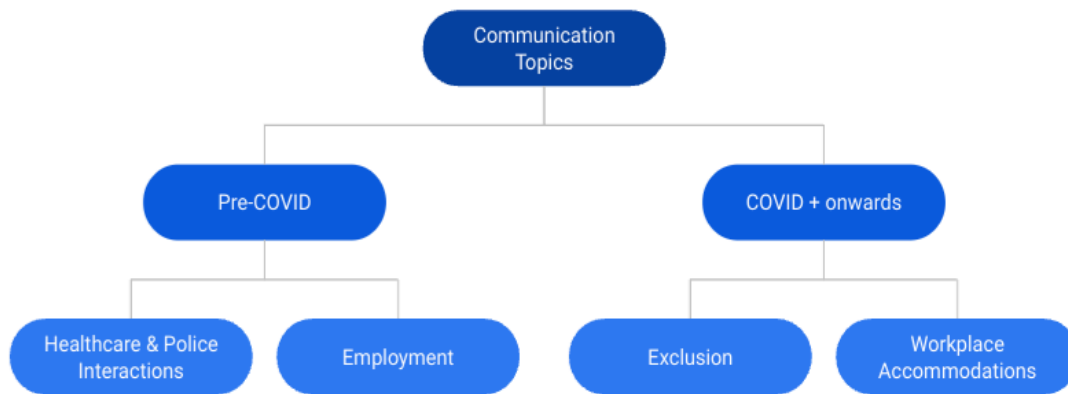 Communication
Topics
Pre-COVID
COVID + onwards
Healthcare & Police
Interactions
Employment
Exclusion
Workplace
Accommodations